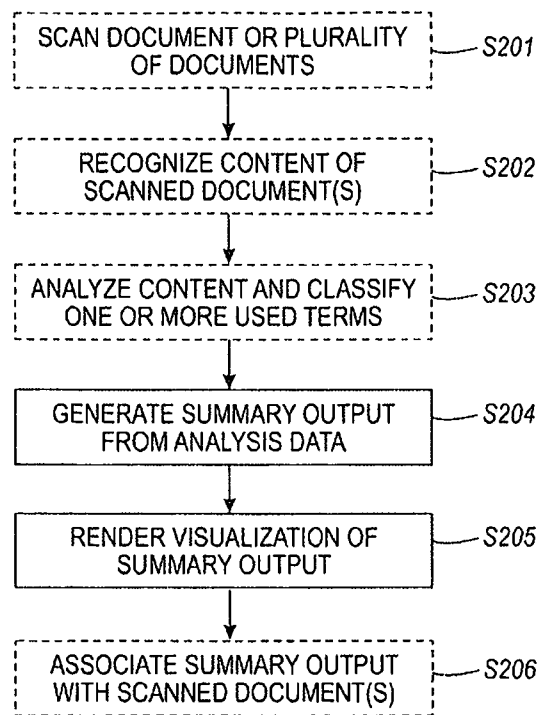 SCAN DOCUMENT OR PLURALITY
OF DOCUMENTS
S201
RECOGNIZE CONTENT OF
SCANNED DOCUMENT(S)
S202
ANALYZE CONTENT AND CLASSIFY
ONE OR MORE USED TERMS
S203
GENERATE SUMMARY OUTPUT
FROM ANALYSIS DATA
S204
RENDER VISUALIZATION OF
SUMMARY OUTPUT
S205
ASSOCIATE SUMMARY OUTPUT
WITH SCANNED DOCUMENT(S)
S206